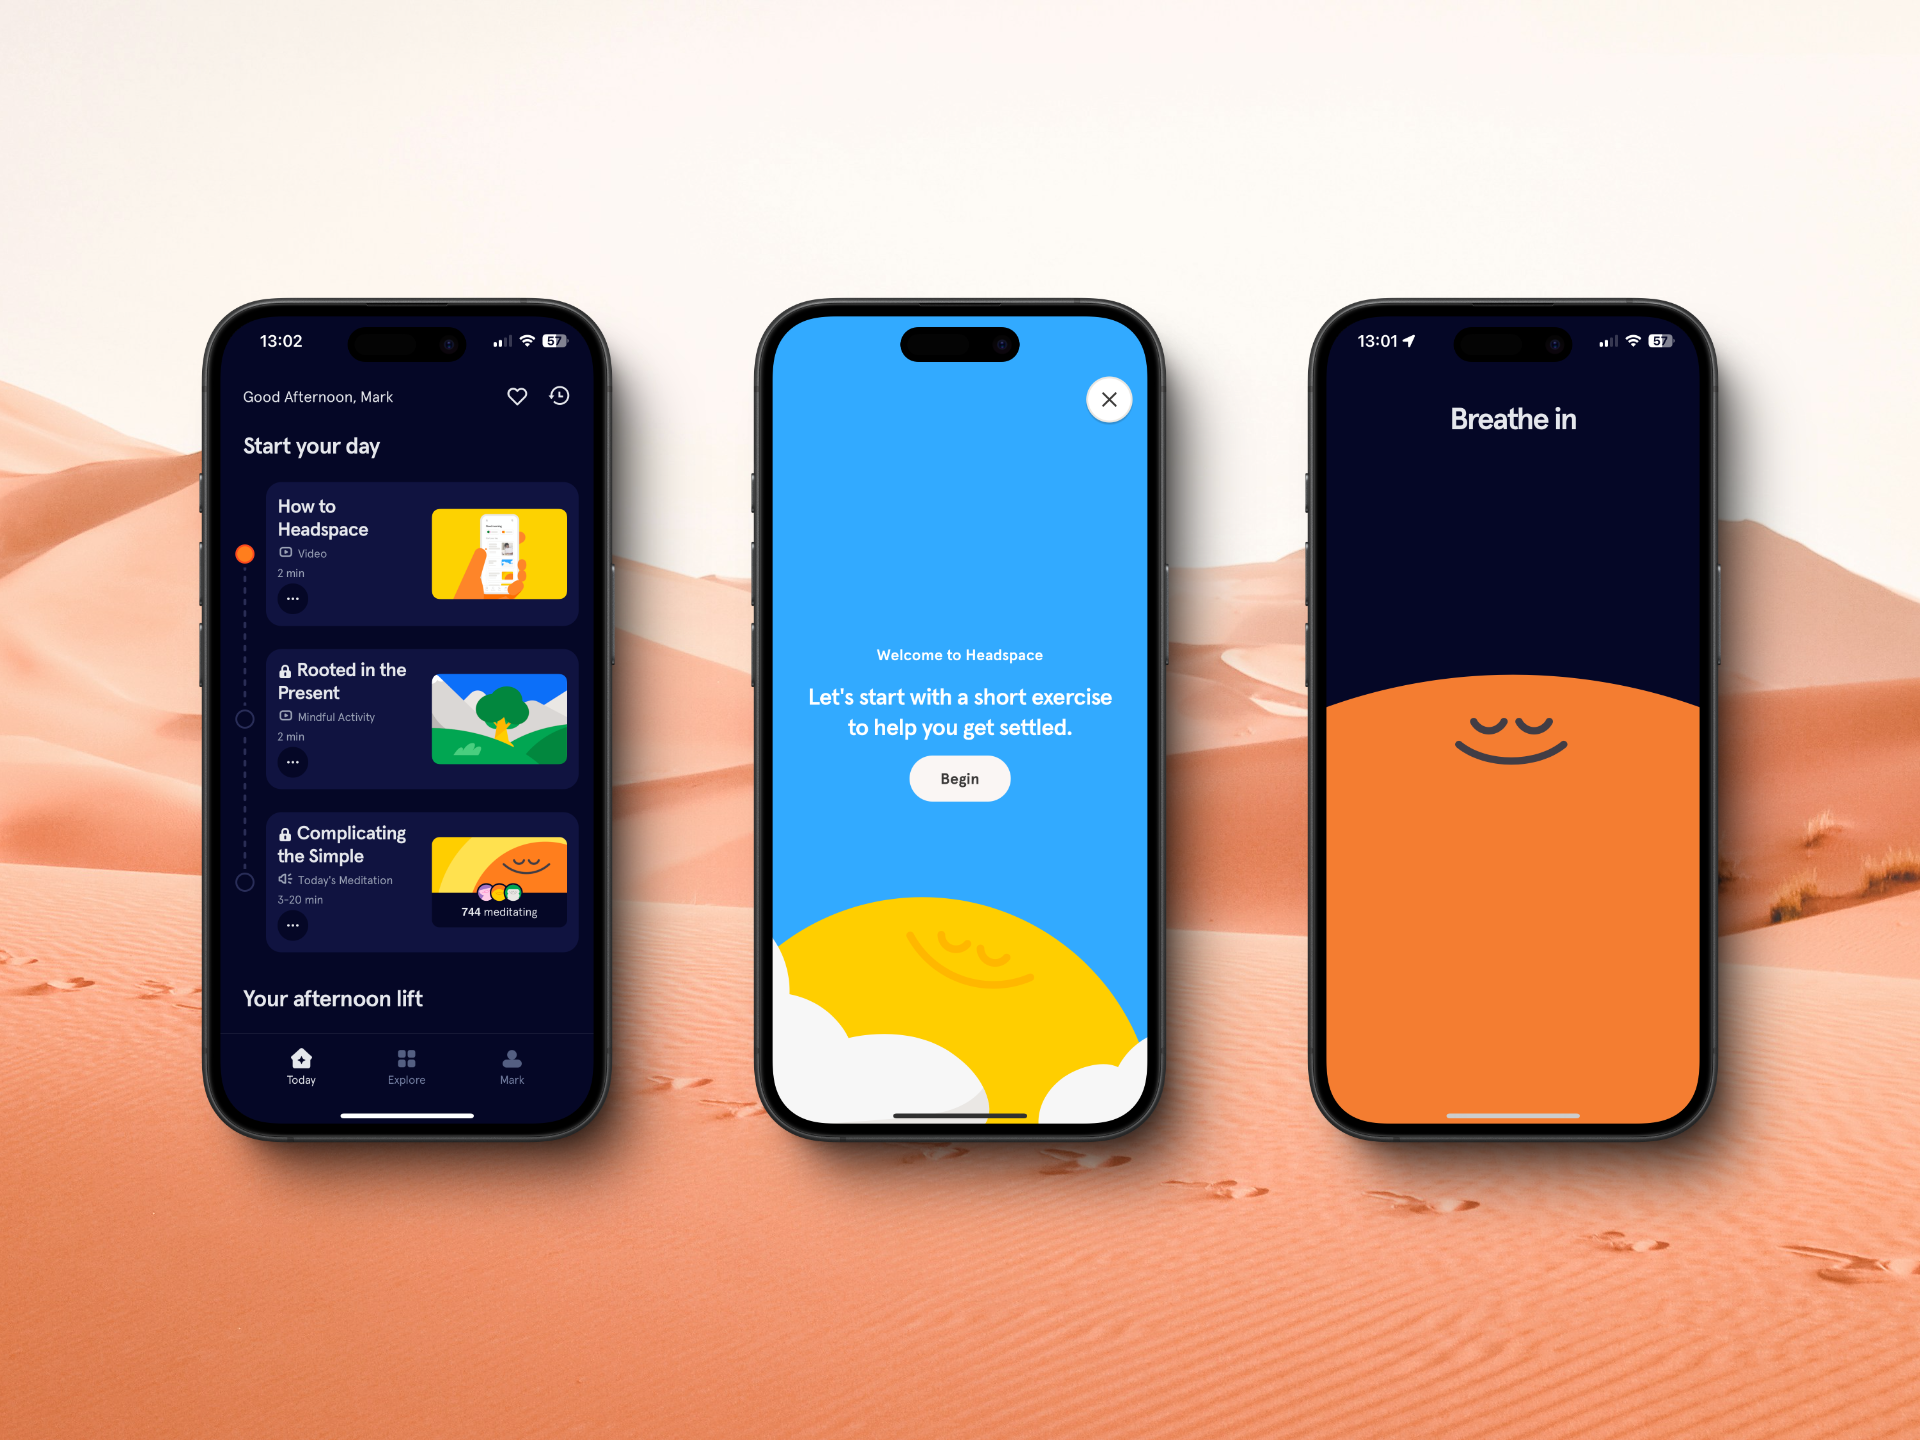 13:02
57
Good Afternoon, Mark
Start your day
How to
Headspace
Video
2 min
Rooted in the
Present
Mindful Activity
2 min
Complicating
the Simple
Today's Meditation
3-20 min
744 meditating
Your afternoon lift
Today
Explore
Mark
Welcome to Headspace
Let's start with a short exercise
to help you get settled.
Begin
13:01
57
Breathe in